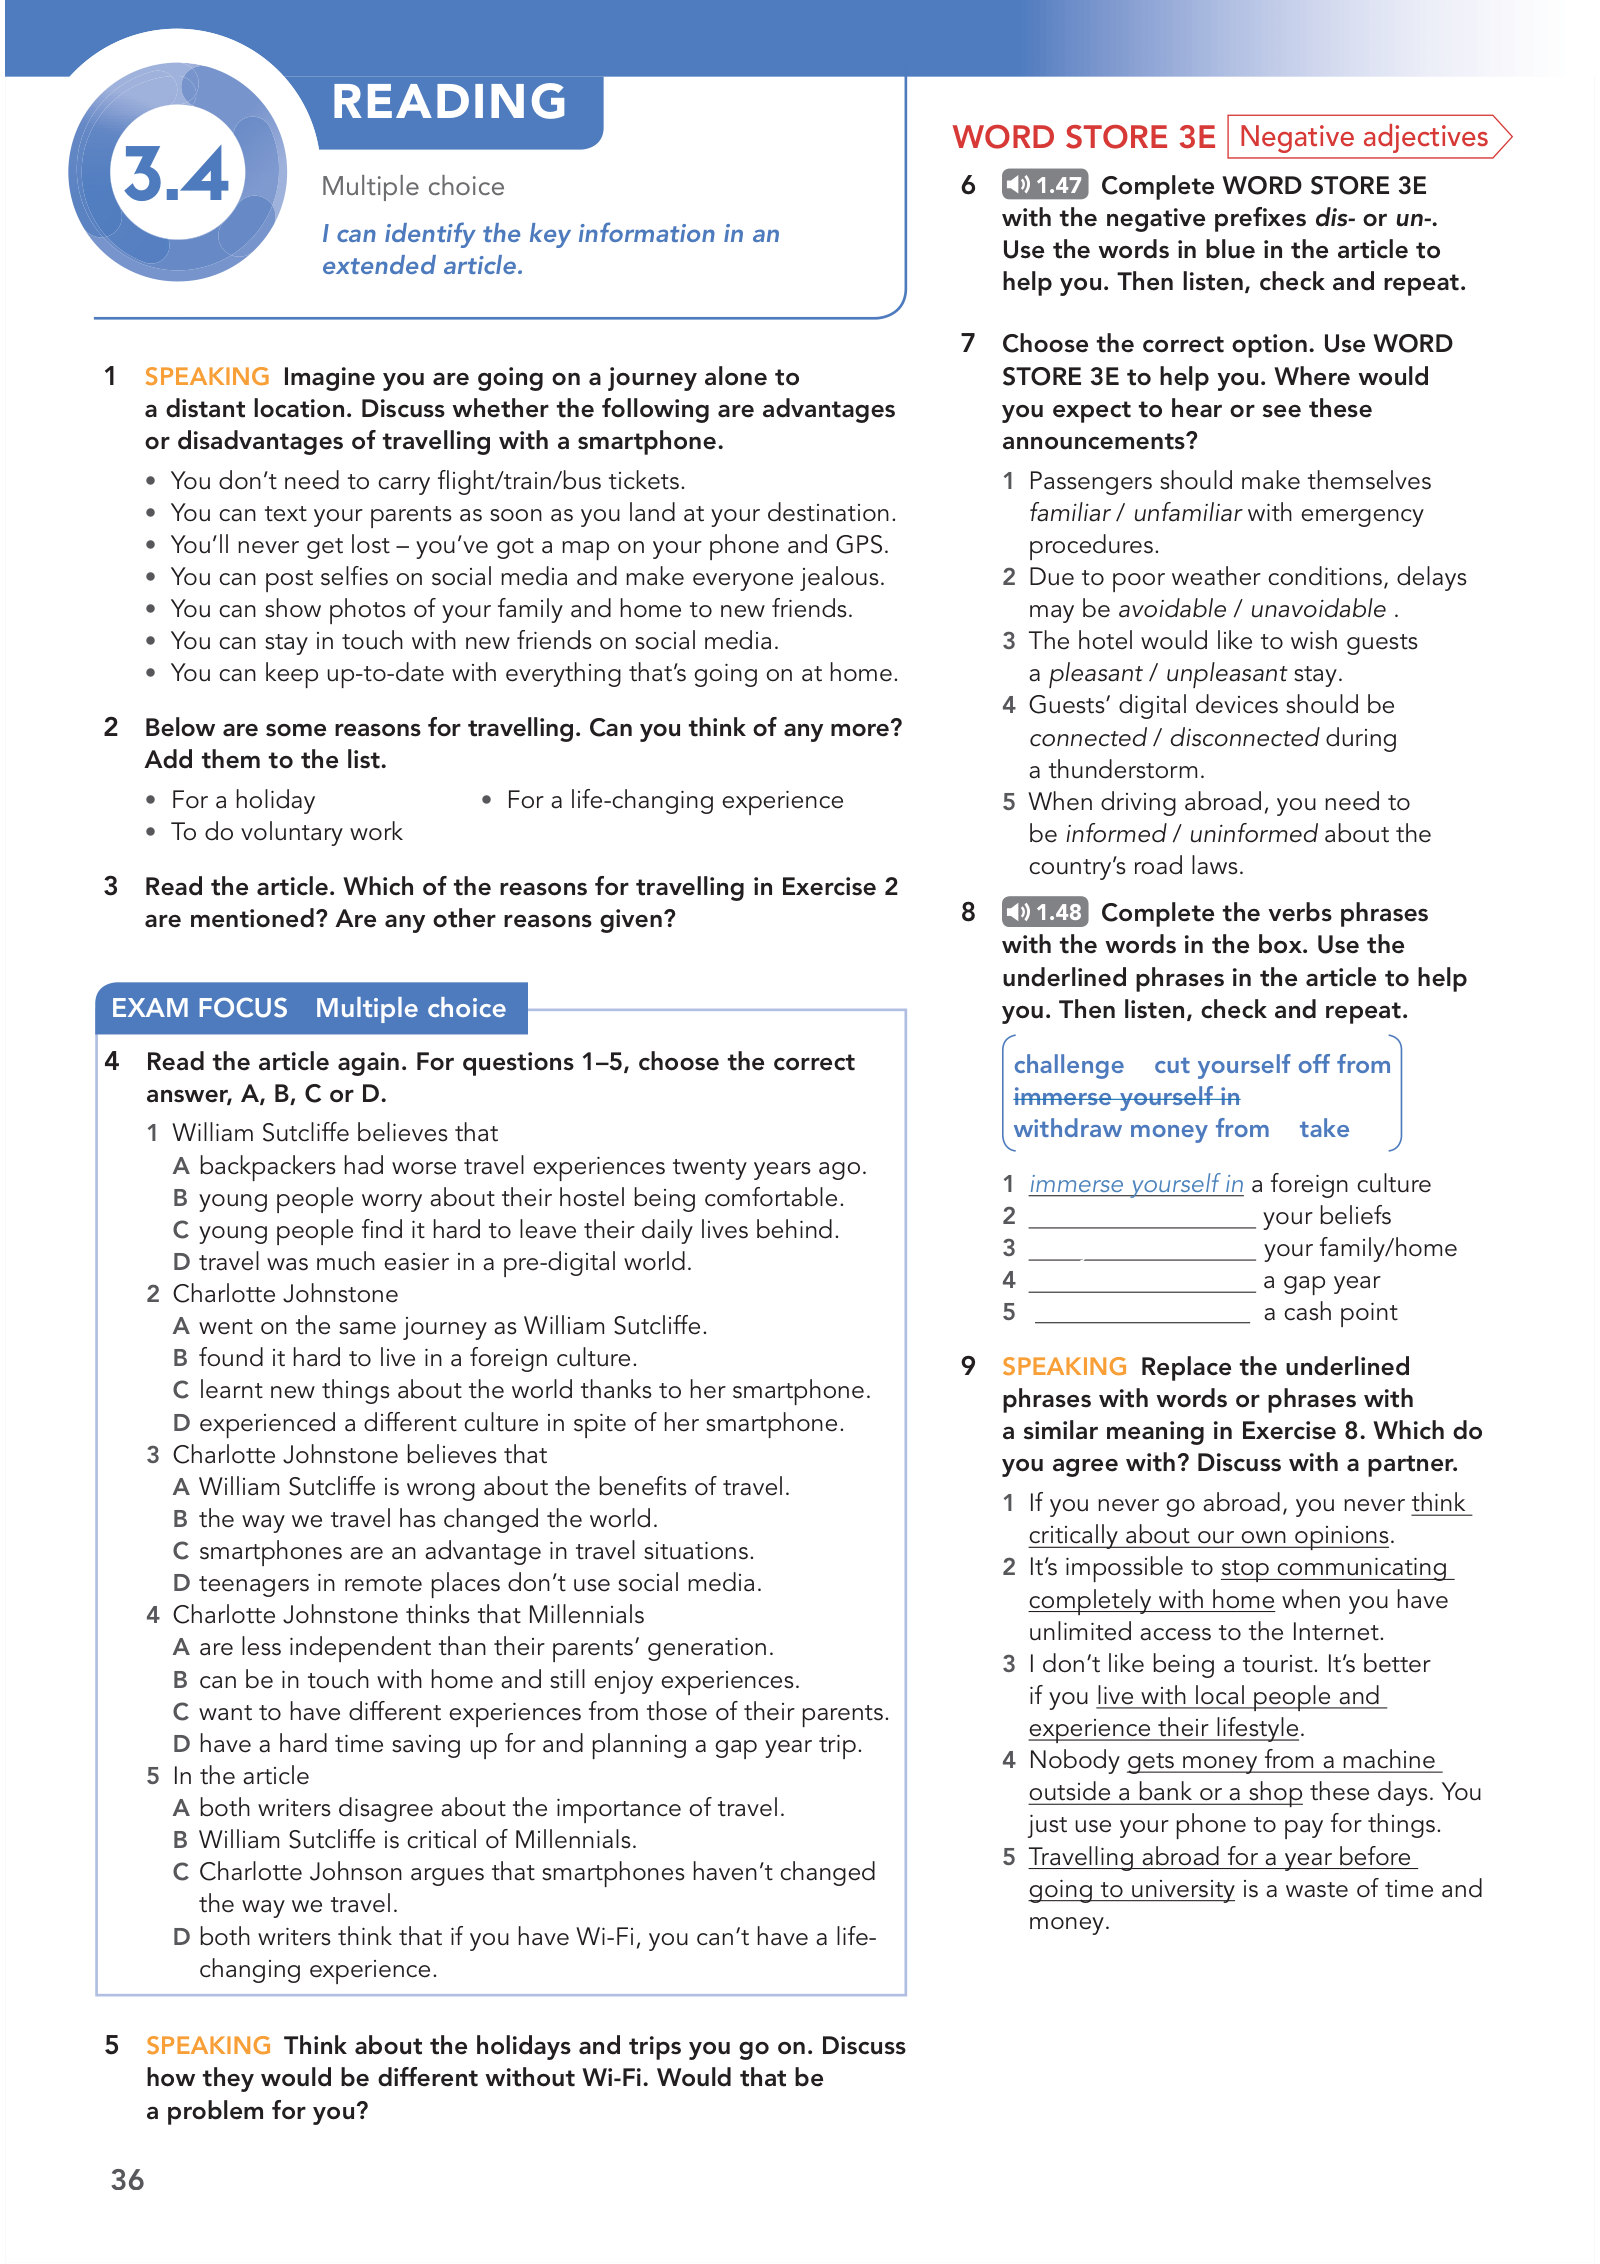 READING
3.4
Multiple choice
I can identify the key information in an
extended article.
1 SPEAKING Imagine you are going on a journey alone to
a distant location. Discuss whether the following are advantages
or disadvantages of travelling with a smartphone.
• You don't need to carry flight/train/bus tickets.
• You can text your parents as soon as you land at your destination.
• You'll never get lost – you've got a map on your phone and GPS.
• You can post selfies on social media and make everyone jealous.
• You can show photos of your family and home to new friends.
• You can stay in touch with new friends on social media.
• You can keep up-to-date with everything that's going on at home.
2 Below are some reasons for travelling. Can you think of any more?
Add them to the list.
• For a holiday • For a life-changing experience
• To do voluntary work
3 Read the article. Which of the reasons for travelling in Exercise 2
are mentioned? Are any other reasons given?
EXAM FOCUS Multiple choice
4 Read the article again. For questions 1–5, choose the correct
answer, A, B, C or D.
1 William Sutcliffe believes that
A backpackers had worse travel experiences twenty years ago.
B young people worry about their hostel being comfortable.
C young people find it hard to leave their daily lives behind.
D travel was much easier in a pre-digital world.
2 Charlotte Johnstone
A went on the same journey as William Sutcliffe.
B found it hard to live in a foreign culture.
C learnt new things about the world thanks to her smartphone.
D experienced a different culture in spite of her smartphone.
3 Charlotte Johnstone believes that
A William Sutcliffe is wrong about the benefits of travel.
B the way we travel has changed the world.
C smartphones are an advantage in travel situations.
D teenagers in remote places don't use social media.
4 Charlotte Johnstone thinks that Millennials
A are less independent than their parents' generation.
B can be in touch with home and still enjoy experiences.
C want to have different experiences from those of their parents.
D have a hard time saving up for and planning a gap year trip.
5 In the article
A both writers disagree about the importance of travel.
B William Sutcliffe is critical of Millennials.
C Charlotte Johnson argues that smartphones haven't changed
the way we travel.
D both writers think that if you have Wi-Fi, you can't have a life-
changing experience.
5 SPEAKING Think about the holidays and trips you go on. Discuss
how they would be different without Wi-Fi. Would that be
a problem for you?
36
WORD STORE 3E Negative adjectives
6 1.47 Complete WORD STORE 3E
with the negative prefixes dis- or un-.
Use the words in blue in the article to
help you. Then listen, check and repeat.
7 Choose the correct option. Use WORD
STORE 3E to help you. Where would
you expect to hear or see these
announcements?
1 Passengers should make themselves
familiar / unfamiliar with emergency
procedures.
2 Due to poor weather conditions, delays
may be avoidable / unavoidable .
3 The hotel would like to wish guests
a pleasant / unpleasant stay.
4 Guests' digital devices should be
connected / disconnected during
a thunderstorm.
5 When driving abroad, you need to
be informed / uninformed about the
country's road laws.
8 1.48 Complete the verbs phrases
with the words in the box. Use the
underlined phrases in the article to help
you. Then listen, check and repeat.
challenge cut yourself off from
immerse yourself in
withdraw money from take
1 immerse yourself in a foreign culture
2 ________________ your beliefs
3 ________________ your family/home
4 ________________ a gap year
5 ________________ a cash point
9 SPEAKING Replace the underlined
phrases with words or phrases with
a similar meaning in Exercise 8. Which do
you agree with? Discuss with a partner.
1 If you never go abroad, you never think
critically about our own opinions.
2 It's impossible to stop communicating
completely with home when you have
unlimited access to the Internet.
3 I don't like being a tourist. It's better
if you live with local people and
experience their lifestyle.
4 Nobody gets money from a machine
outside a bank or a shop these days. You
just use your phone to pay for things.
5 Travelling abroad for a year before
going to university is a waste of time and
money.